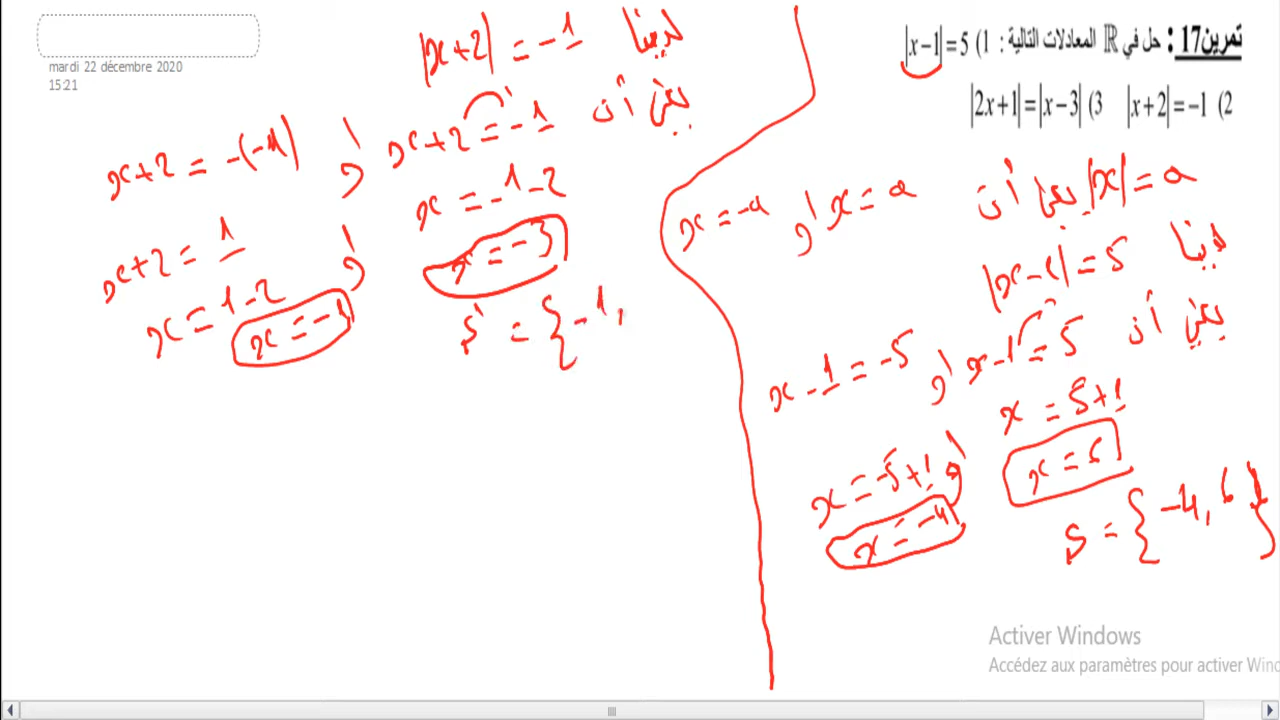 mardi 22 décembre 2020
15:21
تمرين17 : حل في ℝ المعادلات التالية : 1) |x−1|=5
2) |x+2|=−1 3) |2x+1|=|x−3|
|x|=a يعني أن x=a أو x=-a
لدينا |x-1|=5
يعني أن x-1=5 أو x-1=-5
x=5+1
x=6 أو x=-5+1
x=-4
S={-4, 6}
لدينا |x+2|=-1
يعني أن x+2=-1 أو x+2=-(-1)
x=-1-2
x=-3 أو x+2=1
x=1-2
x=-1
S={-1,
Activer Windows
Accédez aux paramètres pour activer Win